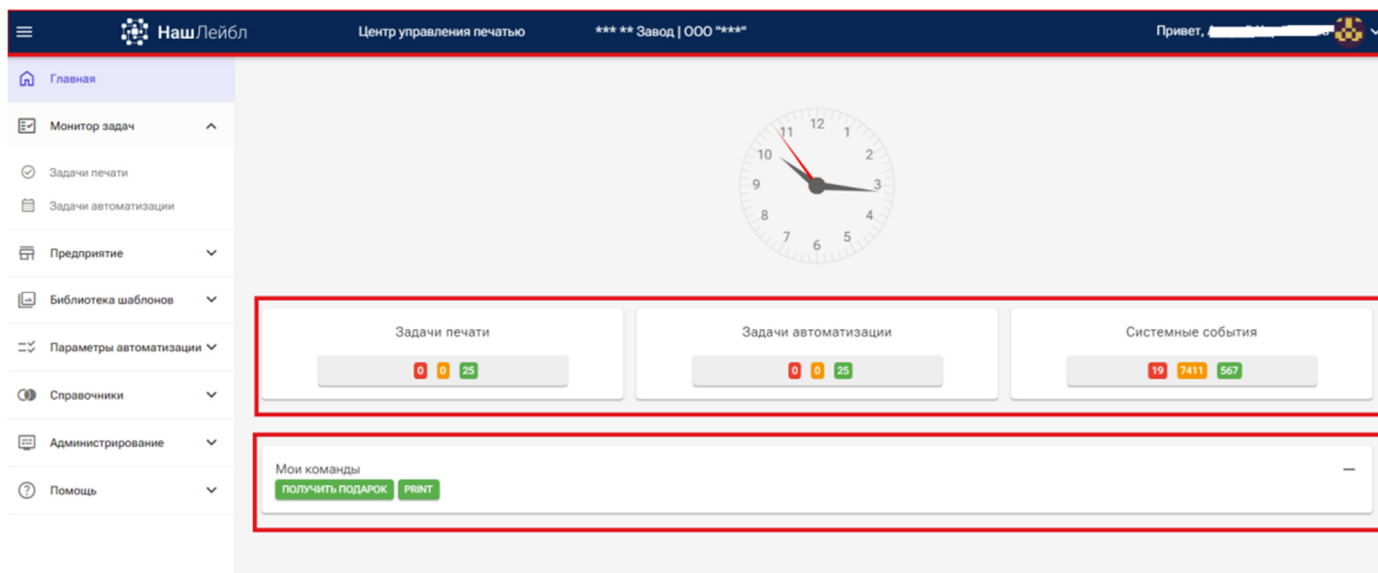 НашЛейбл Центр управления печатью *** ** Завод | ООО "***" Привет,
Главная
Монитор задач
Задачи печати
Задачи автоматизации
Предприятие
Библиотека шаблонов
Параметры автоматизации
Справочники
Администрирование
Помощь
12
1
2
3
4
5
6
7
8
9
10
11
Задачи печати
0 0 25
Задачи автоматизации
0 0 25
Системные события
19 7411 567
Мои команды
ПОЛУЧИТЬ ПОДАРОК PRINT